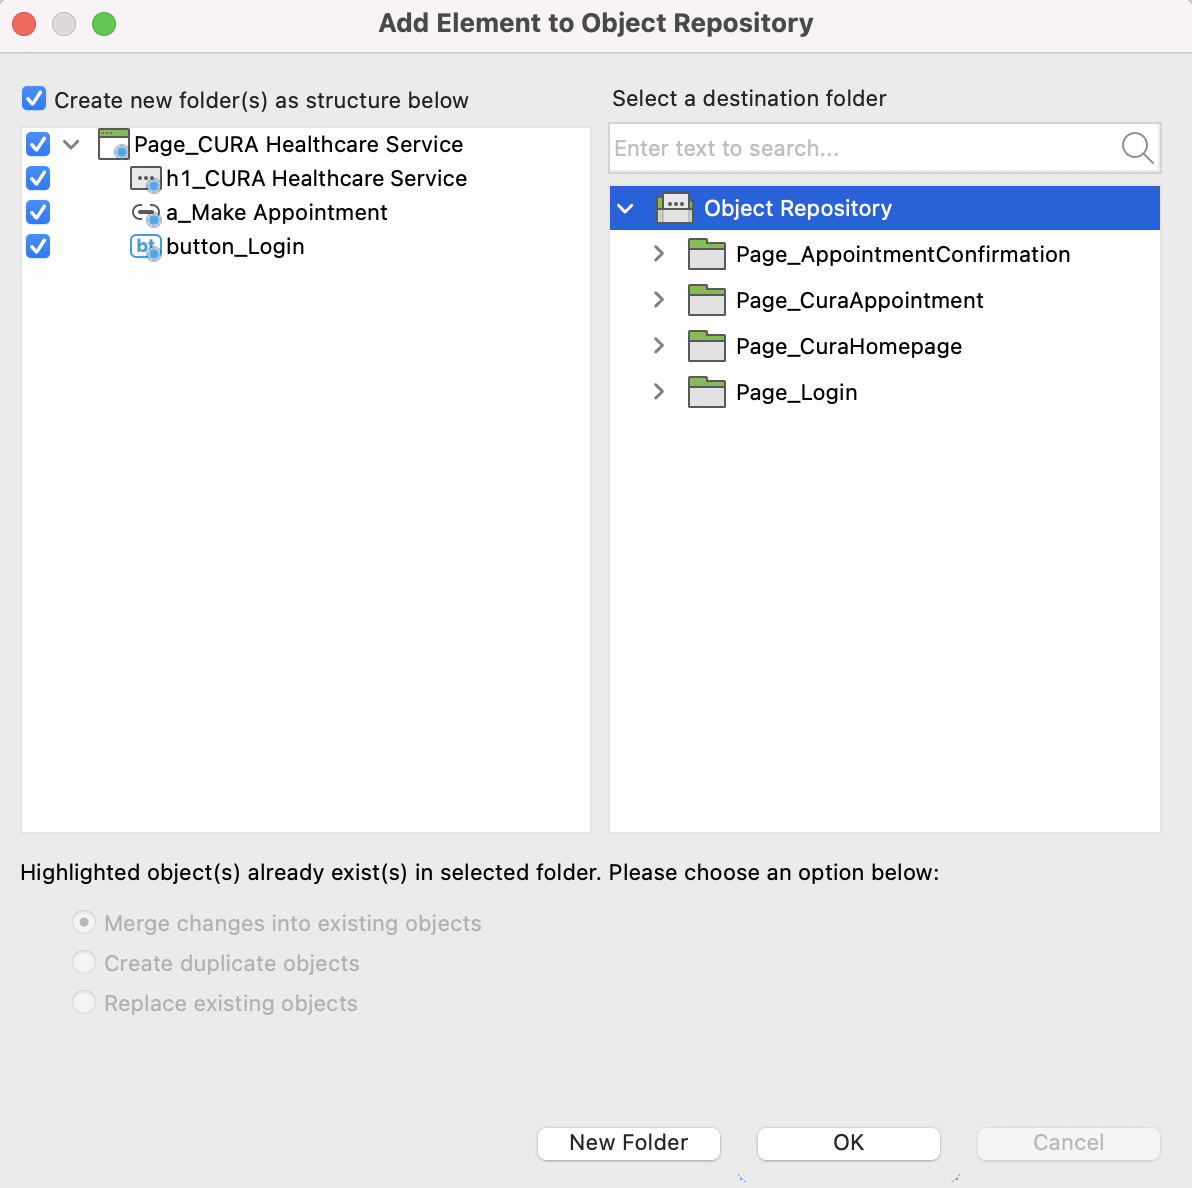 Add Element to Object Repository
Create new folder(s) as structure below
Page_CURA Healthcare Service
h1_CURA Healthcare Service
a_Make Appointment
bt
button_Login
Select a destination folder
Enter text to search...
Object Repository
Page_AppointmentConfirmation
Page_CuraAppointment
Page_CuraHomepage
Page_Login
Highlighted object(s) already exist(s) in selected folder. Please choose an option below:
Merge changes into existing objects
Create duplicate objects
Replace existing objects
New Folder
OK
Cancel